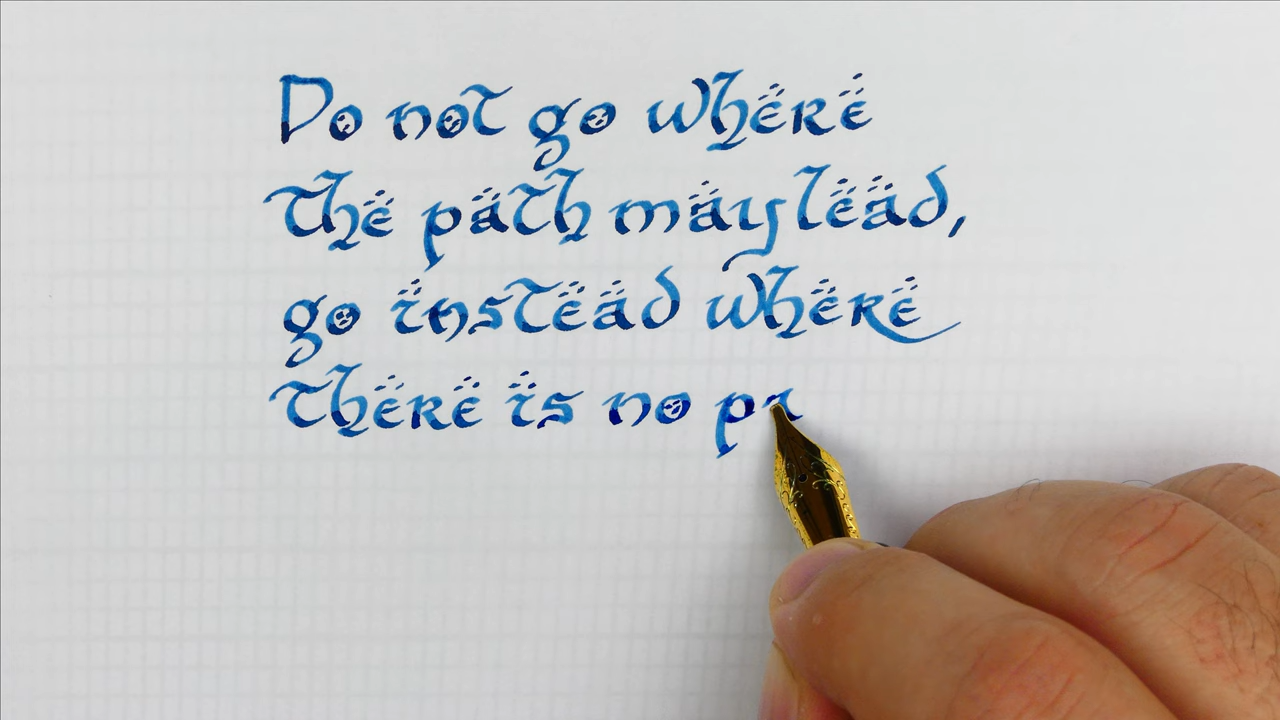 Do not go where
the path may lead,
go instead where
there is no pa